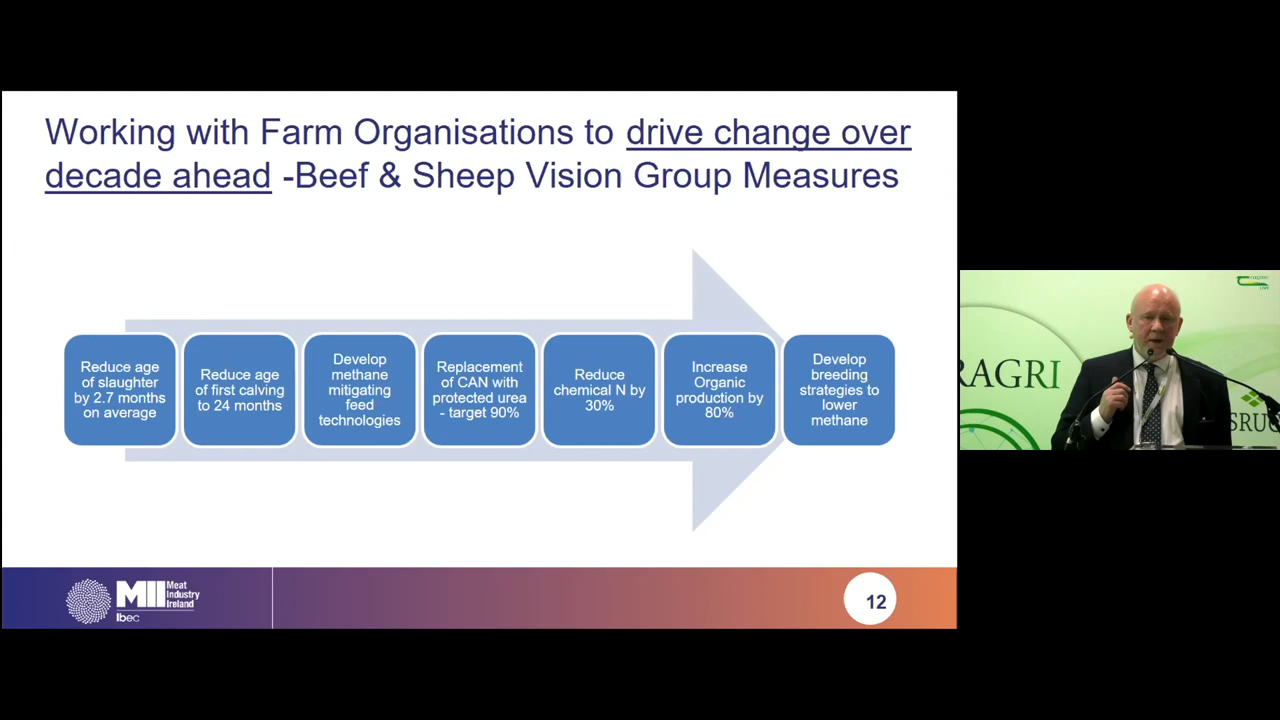 Working with Farm Organisations to drive change over
decade ahead -Beef & Sheep Vision Group Measures
Reduce age
of slaughter
by 2.7 months
on average
Reduce age
of first calving
to 24 months
Develop
methane
mitigating
feed
technologies
Replacement
of CAN with
protected urea
- target 90%
Reduce
chemical N by
30%
Increase
Organic
production by
80%
Develop
breeding
strategies to
lower
methane
MII
Meat
Industry
Ireland
Ibec
12
RAGRI
SRUC